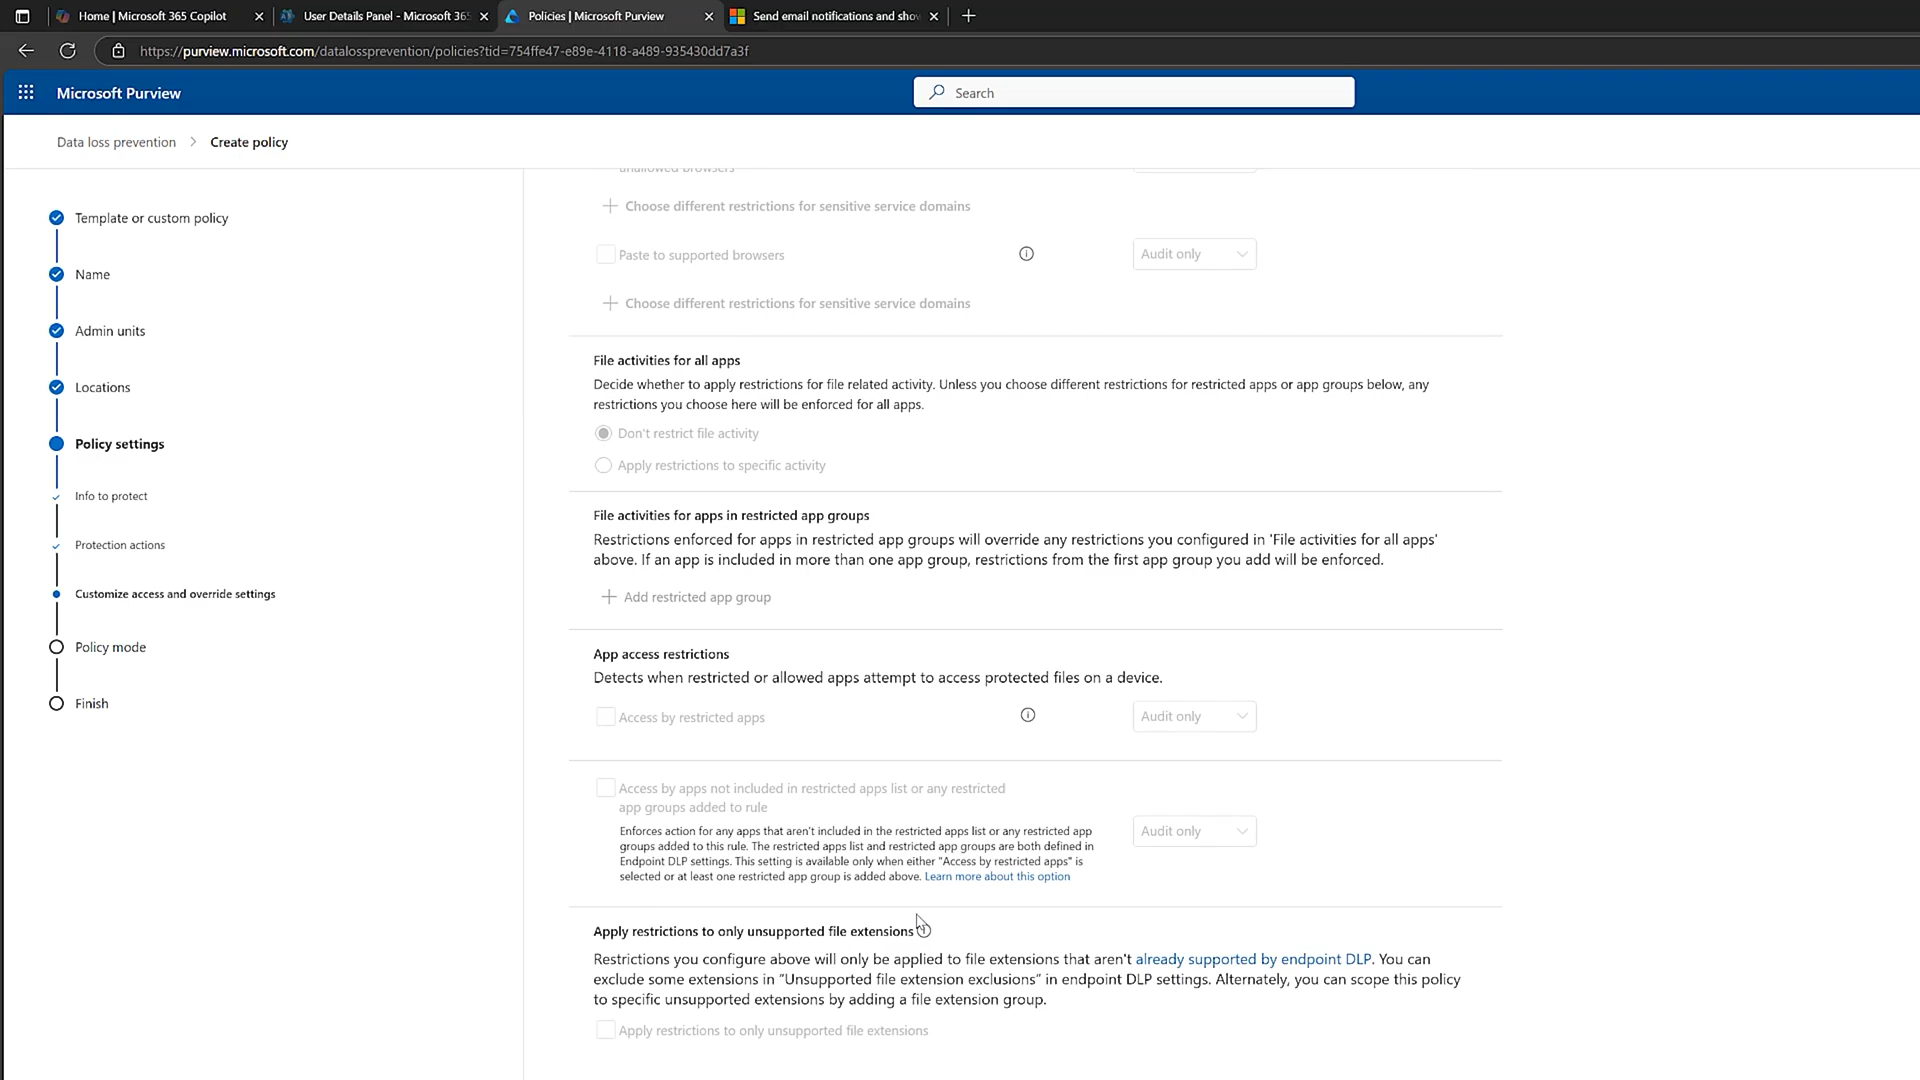 Home | Microsoft 365 Copilot
User Details Panel - Microsoft 365
Policies | Microsoft Purview
Send email notifications and show
https://purview.microsoft.com/datalossprevention/policies?tid=754ffe47-e89e-4118-a489-935430dd7a3f
Microsoft Purview
Search
Data loss prevention
Create policy
Template or custom policy
Name
Admin units
Locations
Policy settings
Info to protect
Protection actions
Customize access and override settings
Policy mode
Finish
unallowed browsers
Choose different restrictions for sensitive service domains
Paste to supported browsers
Audit only
Choose different restrictions for sensitive service domains
File activities for all apps
Decide whether to apply restrictions for file related activity. Unless you choose different restrictions for restricted apps or app groups below, any
restrictions you choose here will be enforced for all apps.
Don't restrict file activity
Apply restrictions to specific activity
File activities for apps in restricted app groups
Restrictions enforced for apps in restricted app groups will override any restrictions you configured in 'File activities for all apps'
above. If an app is included in more than one app group, restrictions from the first app group you add will be enforced.
Add restricted app group
App access restrictions
Detects when restricted or allowed apps attempt to access protected files on a device.
Access by restricted apps
Audit only
Access by apps not included in restricted apps list or any restricted
app groups added to rule
Enforces action for any apps that aren't included in the restricted apps list or any restricted app
groups added to this rule. The restricted apps list and restricted app groups are both defined in
Endpoint DLP settings. This setting is available only when either "Access by restricted apps" is
selected or at least one restricted app group is added above. Learn more about this option
Audit only
Apply restrictions to only unsupported file extensions
Restrictions you configure above will only be applied to file extensions that aren't already supported by endpoint DLP. You can
exclude some extensions in "Unsupported file extension exclusions" in endpoint DLP settings. Alternately, you can scope this policy
to specific unsupported extensions by adding a file extension group.
Apply restrictions to only unsupported file extensions